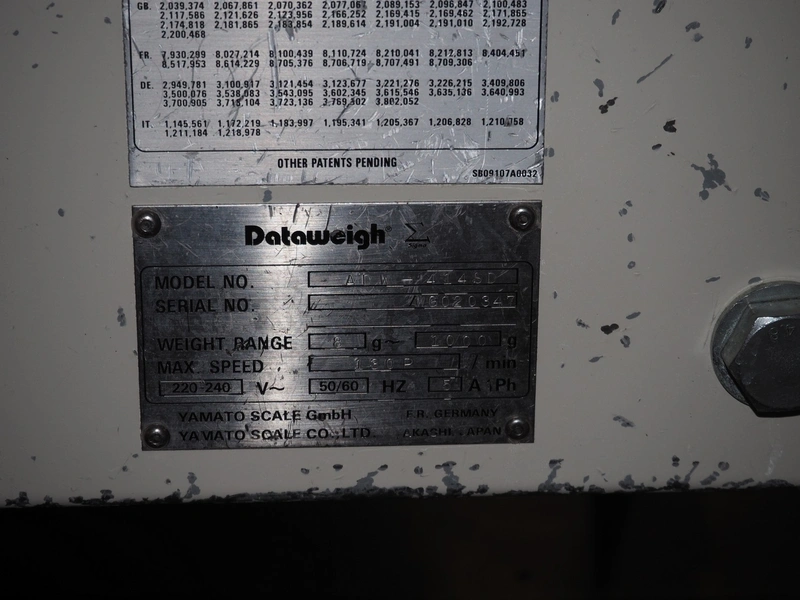 GB. 2,039,374 2,067,861 2,070,362 2,077,067 2,089,153 2,096,847 2,100,483
2,117,586 2,121,626 2,123,956 2,166,252 2,169,415 2,169,462 2,171,865
2,174,818 2,181,865 2,183,854 2,189,614 2,191,004 2,191,010 2,192,728
2,200,468
FR. 7,930,299 8,027,214 8,100,439 8,110,724 8,210,041 8,212,813 8,404,451
8,517,953 8,614,229 8,705,376 8,706,719 8,707,491 8,709,306
DE. 2,949,781 3,100,917 3,121,454 3,123,677 3,221,276 3,226,215 3,409,806
3,500,076 3,538,083 3,543,095 3,602,345 3,615,546 3,635,136 3,640,993
3,700,905 3,715,104 3,723,136 3,759,302 3,802,052
IT. 1,145,561 1,172,219 1,183,997 1,195,341 1,205,367 1,206,828 1,210,758
1,211,184 1,218,978
OTHER PATENTS PENDING
SB09107A0032
Dataweigh Σ
MODEL NO.
SERIAL NO.
WEIGHT RANGE 8 g~ 2000 g
MAX. SPEED / min
220-240 V~ 50/60 HZ 5 A Ph
YAMATO SCALE GmbH F.R. GERMANY
YAMATO SCALE CO., LTD. AKASHI, JAPAN